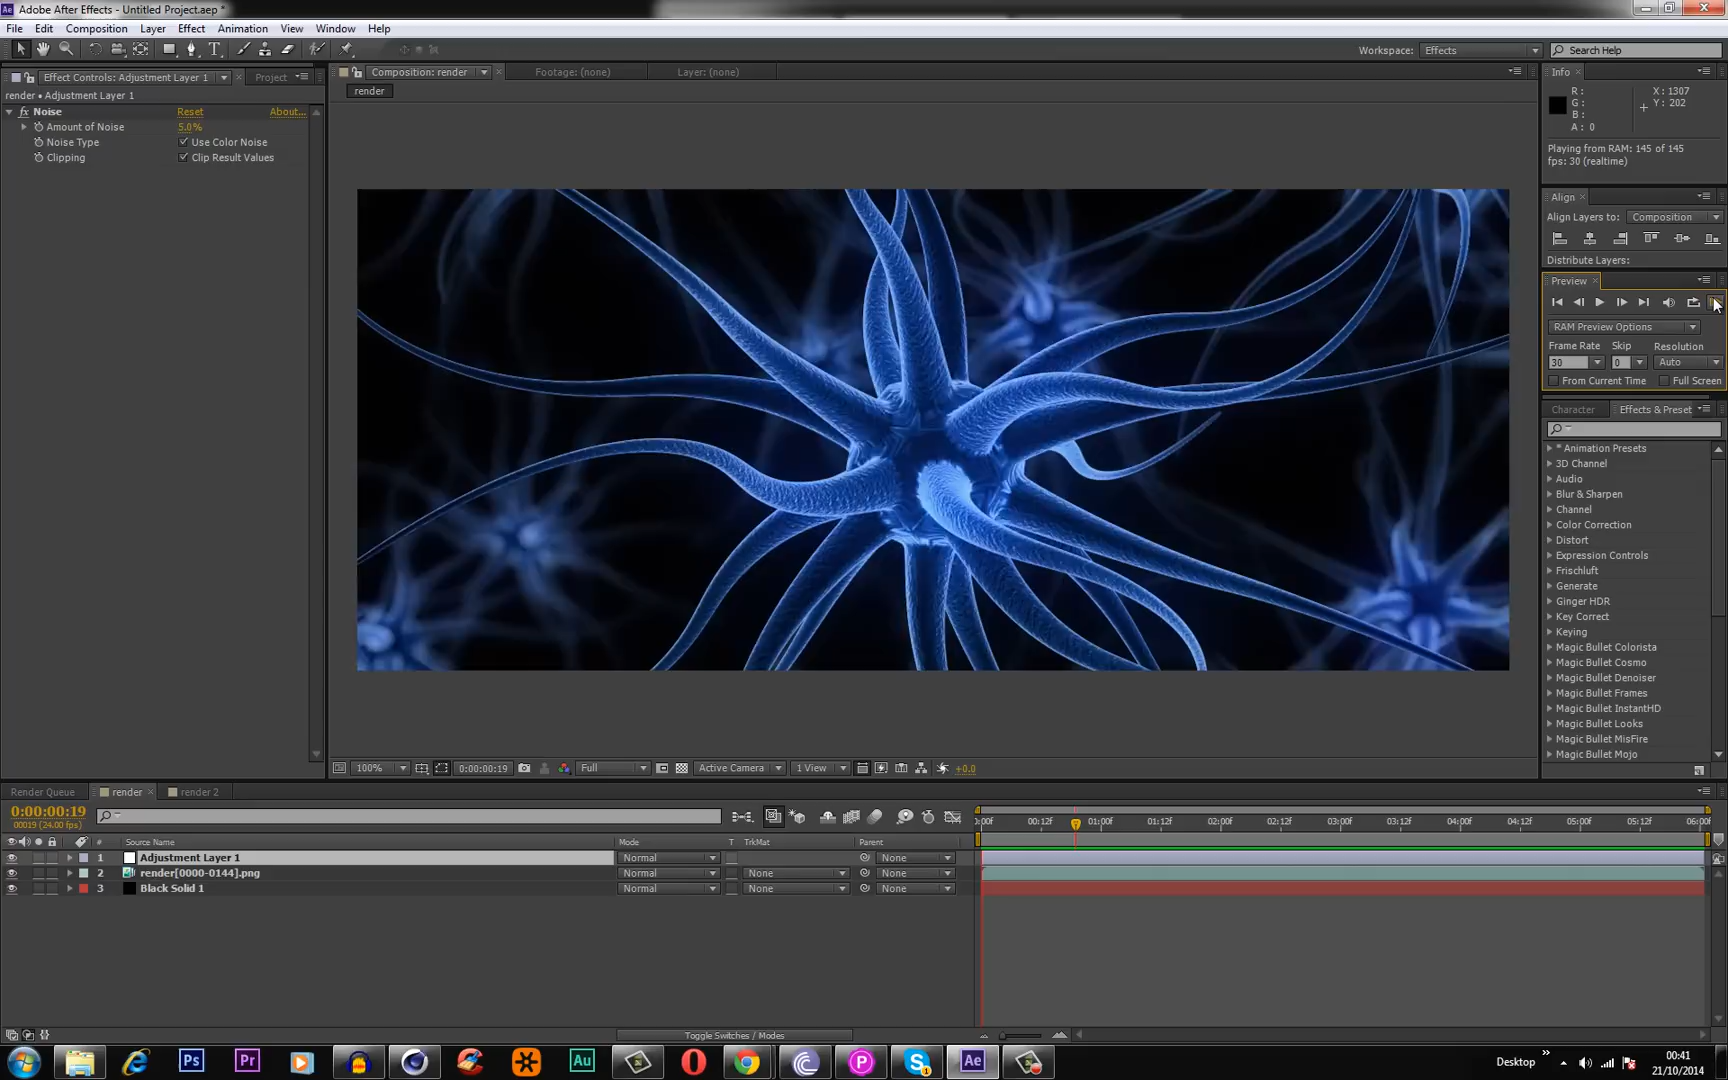 Adobe After Effects - Untitled Project.aep *
File Edit Composition Layer Effect Animation View Window Help
Workspace: Effects Search Help
Effect Controls: Adjustment Layer 1 Project
render • Adjustment Layer 1
fx Noise Reset About...
Amount of Noise 5.0%
Noise Type Use Color Noise
Clipping Clip Result Values
Composition: render Footage: (none) Layer: (none)
render
Info
R: X: 1307
G: Y: 202
B:
A: 0
Playing from RAM: 145 of 145
fps: 30 (realtime)
Align
Align Layers to: Composition
Distribute Layers:
Preview
RAM Preview Options
Frame Rate Skip Resolution
30 0 Auto
From Current Time Full Screen
Character Effects & Preset
* Animation Presets
3D Channel
Audio
Blur & Sharpen
Channel
Color Correction
Distort
Expression Controls
Frischluft
Generate
Ginger HDR
Key Correct
Keying
Magic Bullet Colorista
Magic Bullet Cosmo
Magic Bullet Denoiser
Magic Bullet Frames
Magic Bullet InstantHD
Magic Bullet Looks
Magic Bullet MisFire
Magic Bullet Mojo
100% 0:00:00:19 Full Active Camera 1 View +0.0
Render Queue render render 2
0:00:00:19
00019 (24.00 fps)
:00f 00:12f 01:00f 01:12f 02:00f 02:12f 03:00f 03:12f 04:00f 04:12f 05:00f 05:12f 06:00f
# Source Name Mode T TrkMat Parent
1 Adjustment Layer 1 Normal None
2 render[0000-0144].png Normal None None
3 Black Solid 1 Normal None None
Toggle Switches / Modes
Ps Pr Au Ae
Desktop » 00:41
21/10/2014